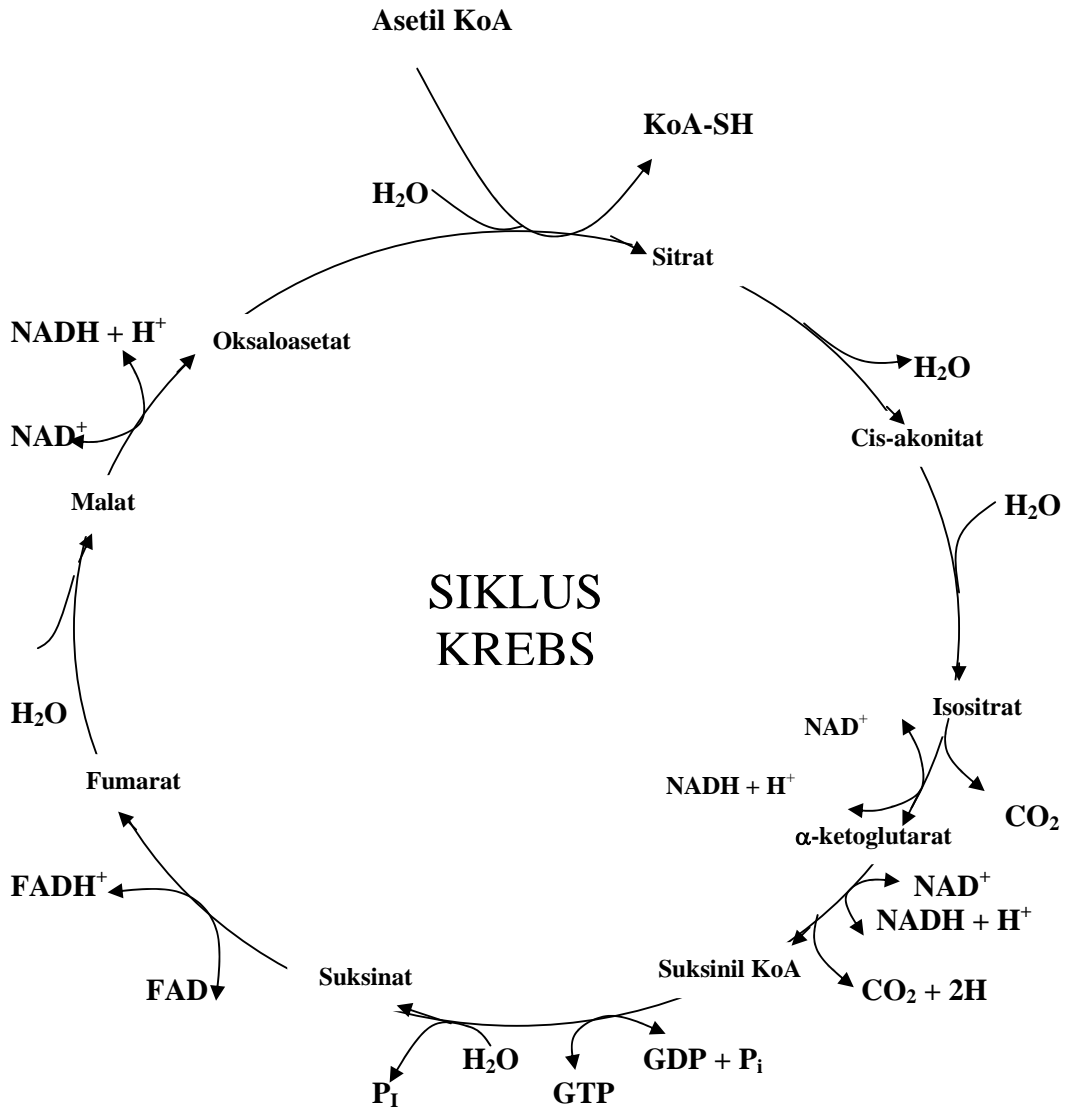 Asetil KoA
KoA-SH
H₂O
Sitrat
NADH + H⁺
Oksaloasetat
H₂O
NAD⁺
Cis-akonitat
Malat
H₂O
SIKLUS
KREBS
H₂O
Isositrat
NAD⁺
Fumarat
NADH + H⁺
CO₂
α-ketoglutarat
FADH⁺
NAD⁺
NADH + H⁺
FAD
Suksinat
Suksinil KoA
CO₂ + 2H
H₂O
GDP + Pᵢ
P_I
GTP